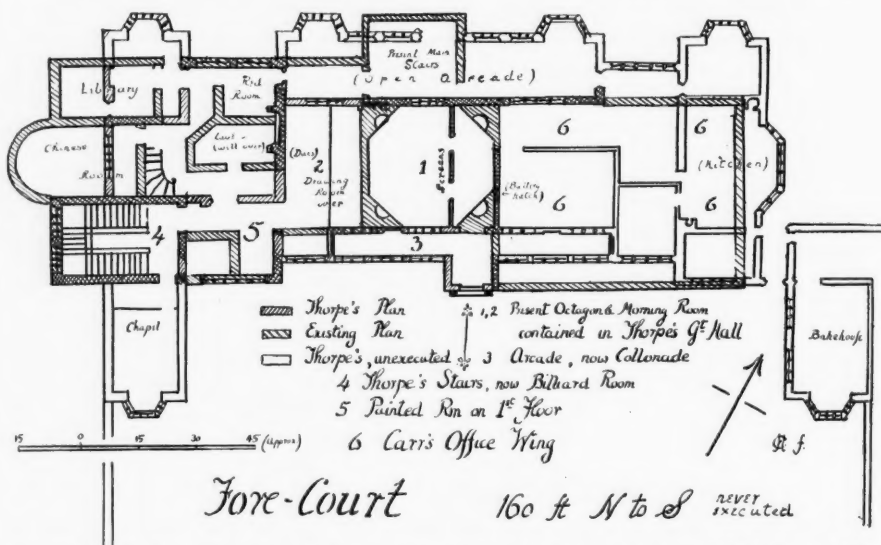 Present Main
Stairs
(Open Arcade)
Library
Red
Room
6
6
(Kitchen)
Chinese
Room
(will over)
(Dais)
2
Drawing
Room
over
1
Screens
(Butlery
hatch)
6
6
4
5
3
Chapil
Bakehouse
Thorpe's Plan
Existing Plan
Thorpe's, unexecuted
1,2 Present Octagon & Morning Room
contained in Thorpe's Gt Hall
3 Arcade, now Collonade
4 Thorpe's Stairs, now Billiard Room
5 Painted Rm on 1st Floor
6 Carr's Office Wing
15 0 15 30 45 (Approx)
Fore-Court
160 ft N to S
never
executed